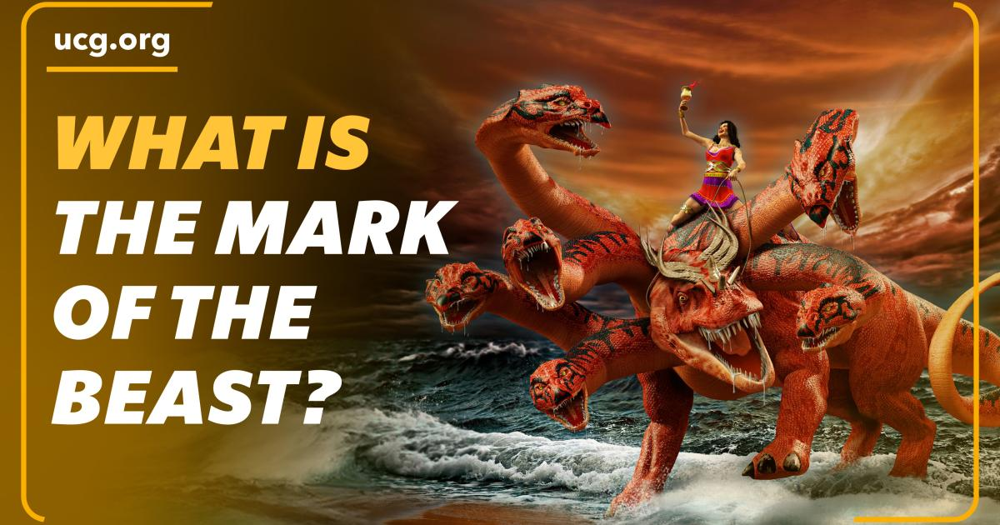 ucg.org
WHAT IS
THE MARK
OF THE
BEAST?